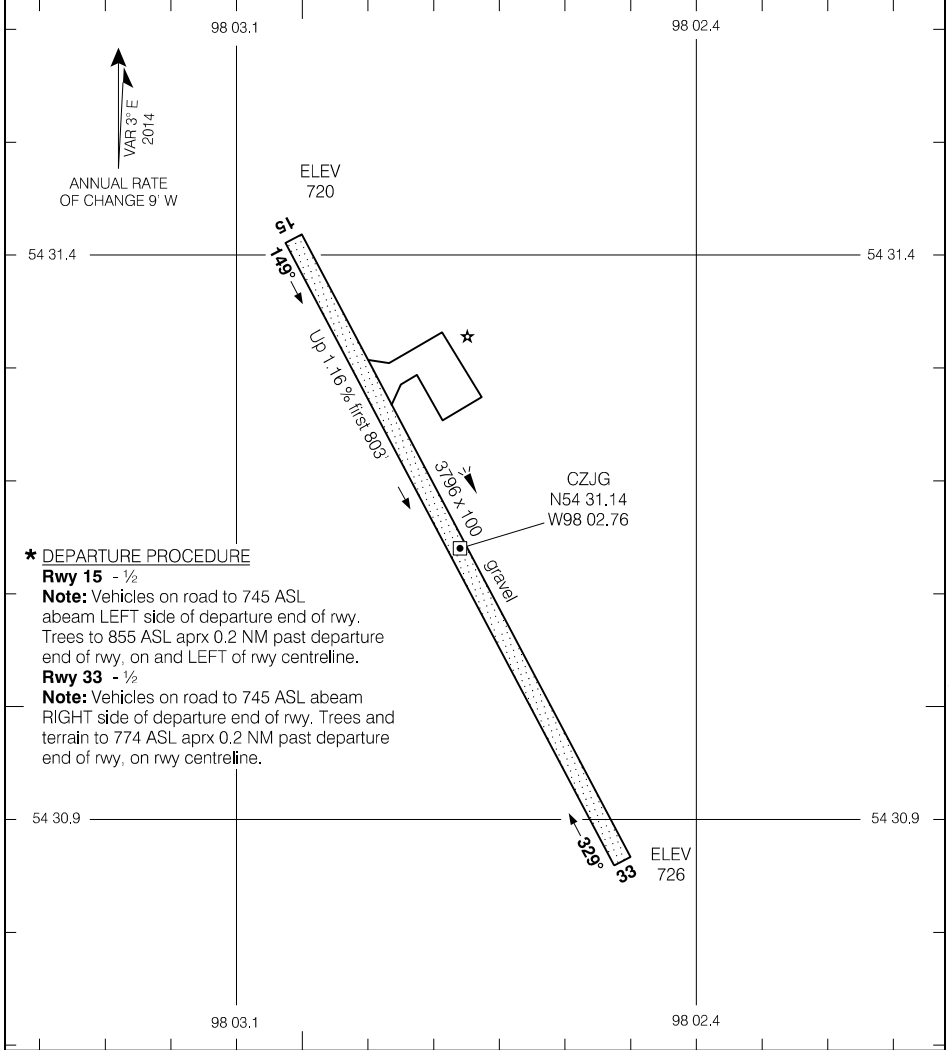 98 03.1
98 02.4
VAR 3° E
2014
ANNUAL RATE
OF CHANGE 9' W
ELEV
720
15
54 31.4
54 31.4
149°
Up 1.16 % first 803'
3796 x 100
gravel
CZJG
N54 31.14
W98 02.76
* DEPARTURE PROCEDURE
Rwy 15 - ½
Note: Vehicles on road to 745 ASL
abeam LEFT side of departure end of rwy.
Trees to 855 ASL aprx 0.2 NM past departure
end of rwy, on and LEFT of rwy centreline.
Rwy 33 - ½
Note: Vehicles on road to 745 ASL abeam
RIGHT side of departure end of rwy. Trees and
terrain to 774 ASL aprx 0.2 NM past departure
end of rwy, on rwy centreline.
54 30.9
54 30.9
329°
33
ELEV
726
98 03.1
98 02.4